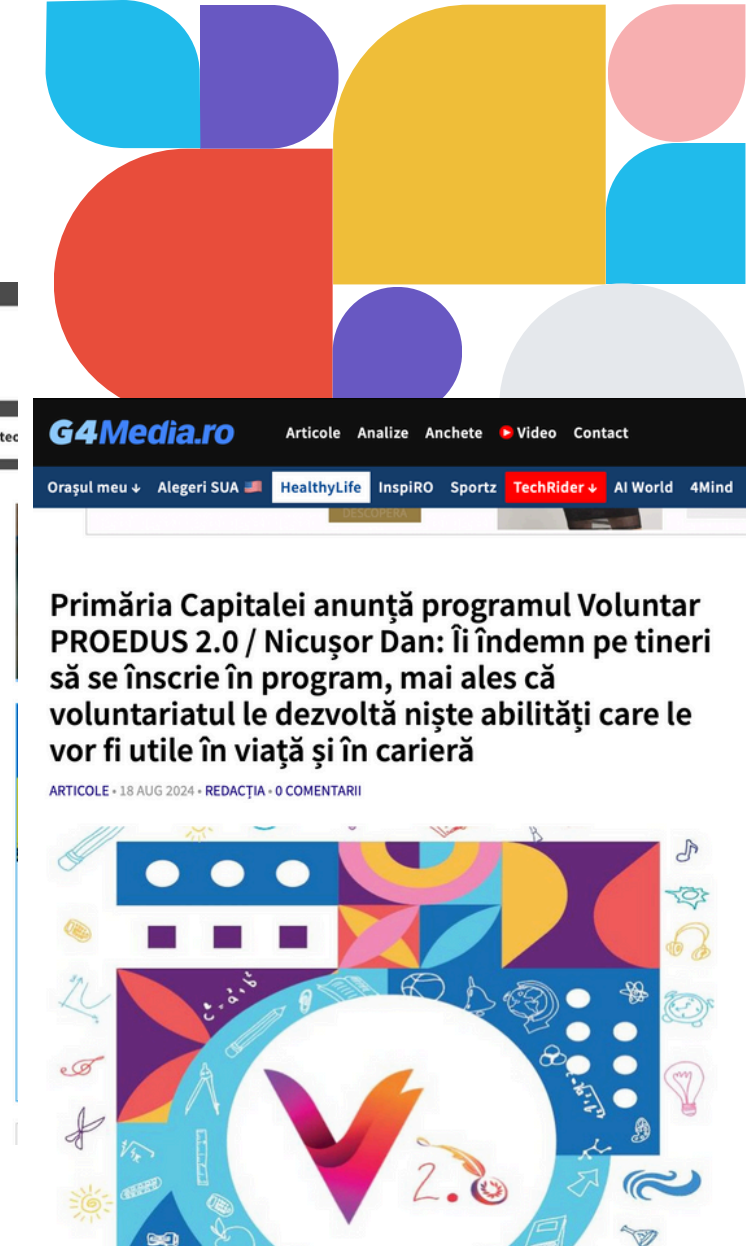 G4Media.ro
Articole Analize Anchete Video Contact
Orașul meu ↓ Alegeri SUA HealthyLife InspiRO Sportz TechRider ↓ AI World 4Mind
DESCOPERĂ
Primăria Capitalei anunță programul Voluntar
PROEDUS 2.0 / Nicușor Dan: Îi îndemn pe tineri
să se înscrie în program, mai ales că
voluntariatul le dezvoltă niște abilități care le
vor fi utile în viață și în carieră
ARTICOLE • 18 AUG 2024 • REDACȚIA • 0 COMENTARII
V
2.0